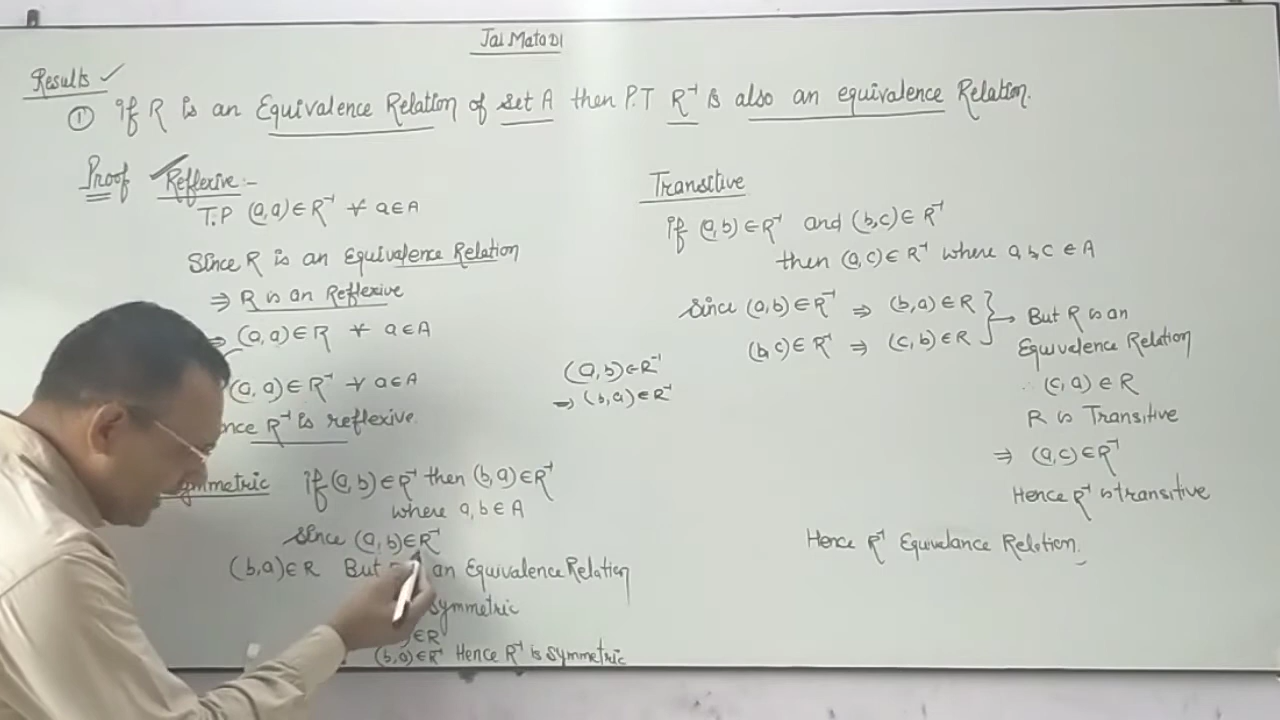 Jai Mata DI
Results ✓
① If R is an Equivalence Relation of set A then P.T R⁻¹ is also an equivalence Relation.
Proof Reflexive:-
T.P (a,a)∈R⁻¹ ∀ a∈A
Since R is an Equivalence Relation
⇒ R is an Reflexive
⇒ (a,a)∈R ∀ a∈A
(a,a)∈R⁻¹ ∀ a∈A
R⁻¹ is reflexive
(a,b)∈R⁻¹
⇒ (b,a)∈R⁻¹
If (a,b)∈R⁻¹ then (b,a)∈R⁻¹
where a,b∈A
Since (a,b)∈R⁻¹
(b,a)∈R But an Equivalence Relation
symmetric
∈R
(b,a)∈R⁻¹ Hence R⁻¹ is symmetric
Transitive
If (a,b)∈R⁻¹ and (b,c)∈R⁻¹
then (a,c)∈R⁻¹ where a,b,c∈A
Since (a,b)∈R⁻¹ ⇒ (b,a)∈R
(b,c)∈R⁻¹ ⇒ (c,b)∈R
} → But R is an
Equvelence Relation
∴ (c,a)∈R
R is Transitive
⇒ (a,c)∈R⁻¹
Hence R⁻¹ is transitive
Hence R⁻¹ Equivelance Relation.